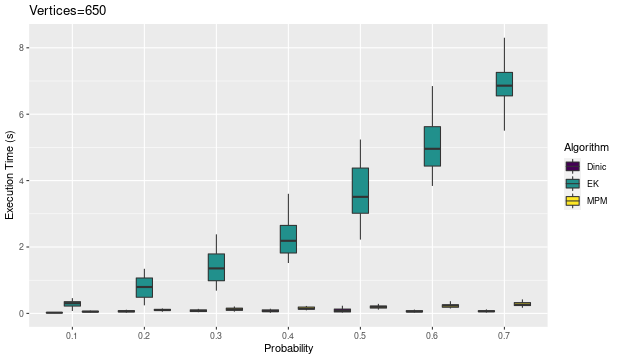 Vertices=650
Execution Time (s)
8
6
4
2
0
0.1 0.2 0.3 0.4 0.5 0.6 0.7
Probability
Algorithm
Dinic
EK
MPM